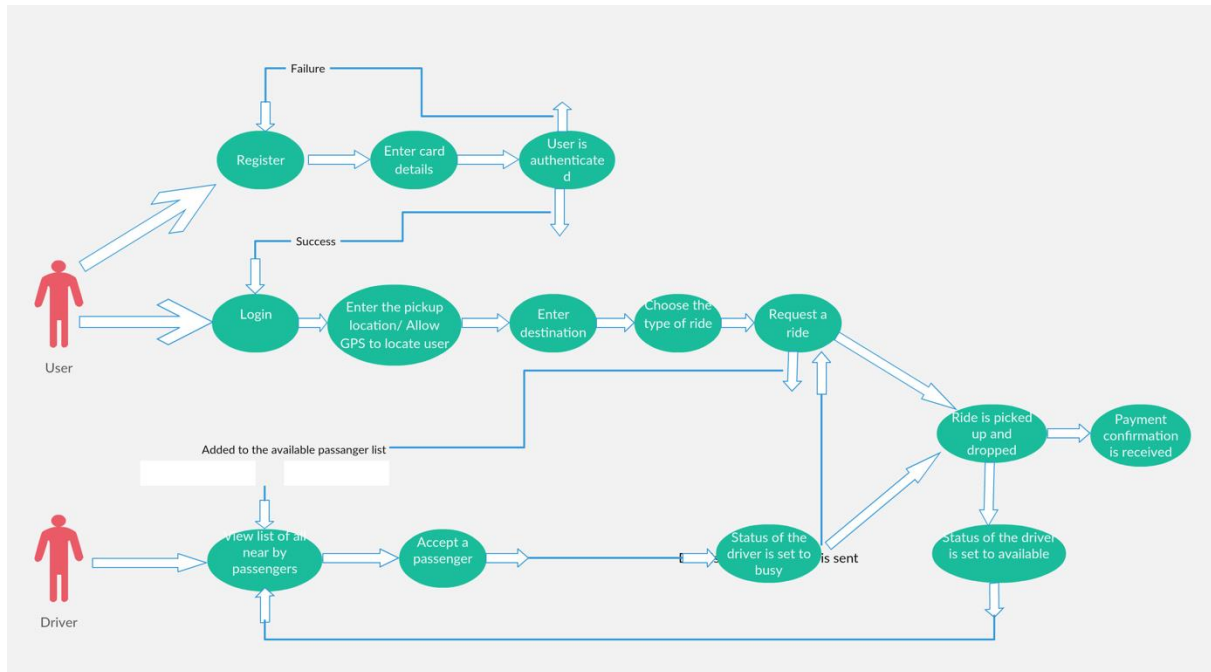 Failure
Register
Enter card
details
User is
authenticate
d
Success
User
Login
Enter the pickup
location/ Allow
GPS to locate user
Enter
destination
Choose the
type of ride
Request a
ride
Ride is picked
up and
dropped
Payment
confirmation
is received
Added to the available passanger list
Driver
View list of all
near by
passengers
Accept a
passenger
Status of the
driver is set to
busy
is sent
Status of the driver
is set to available